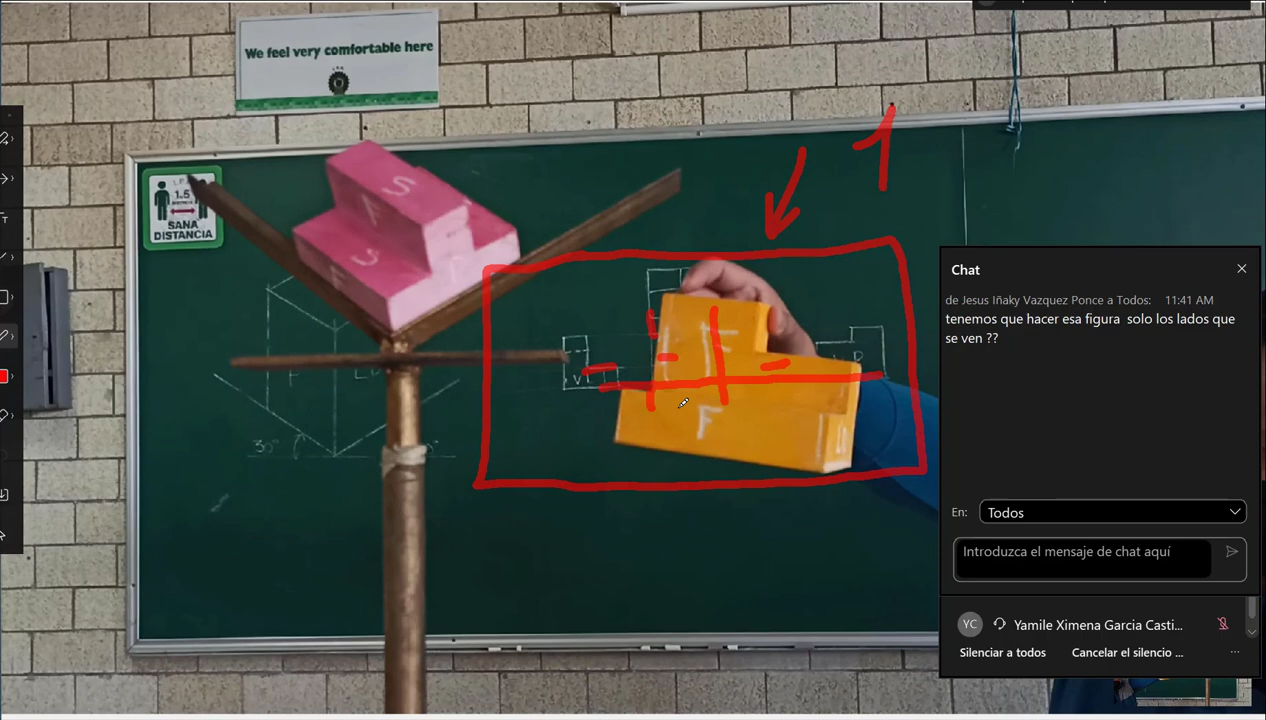 We feel very comfortable here
1.5
SANA
DISTANCIA
S
F
S
F
1
F
F
F
V
30°
Chat
de Jesus Iñaky Vazquez Ponce a Todos: 11:41 AM
tenemos que hacer esa figura solo los lados que
se ven ??
En: Todos
Introduzca el mensaje de chat aquí
YC Yamile Ximena Garcia Casti...
Silenciar a todos Cancelar el silencio ... ...